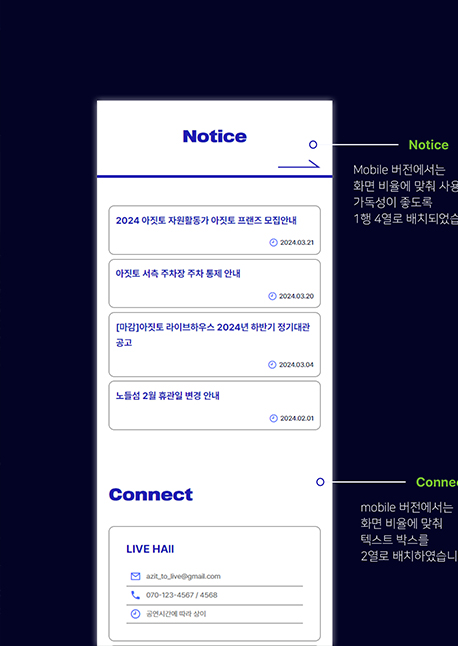 Notice
2024 아짓토 자원활동가 아짓토 프랜즈 모집안내
2024.03.21
아짓토 서측 주차장 주차 통제 안내
2024.03.20
[마감]아짓토 라이브하우스 2024년 하반기 정기대관
공고
2024.03.04
노들섬 2월 휴관일 변경 안내
2024.02.01
Connect
LIVE HAll
azit_to_live@gmail.com
070-123-4567 / 4568
공연시간에 따라 상이
Notice
Mobile 버전에서는
화면 비율에 맞춰 사용
가독성이 좋도록
1행 4열로 배치되었습
Connec
mobile 버전에서는
화면 비율에 맞춰
텍스트 박스를
2열로 배치하였습니